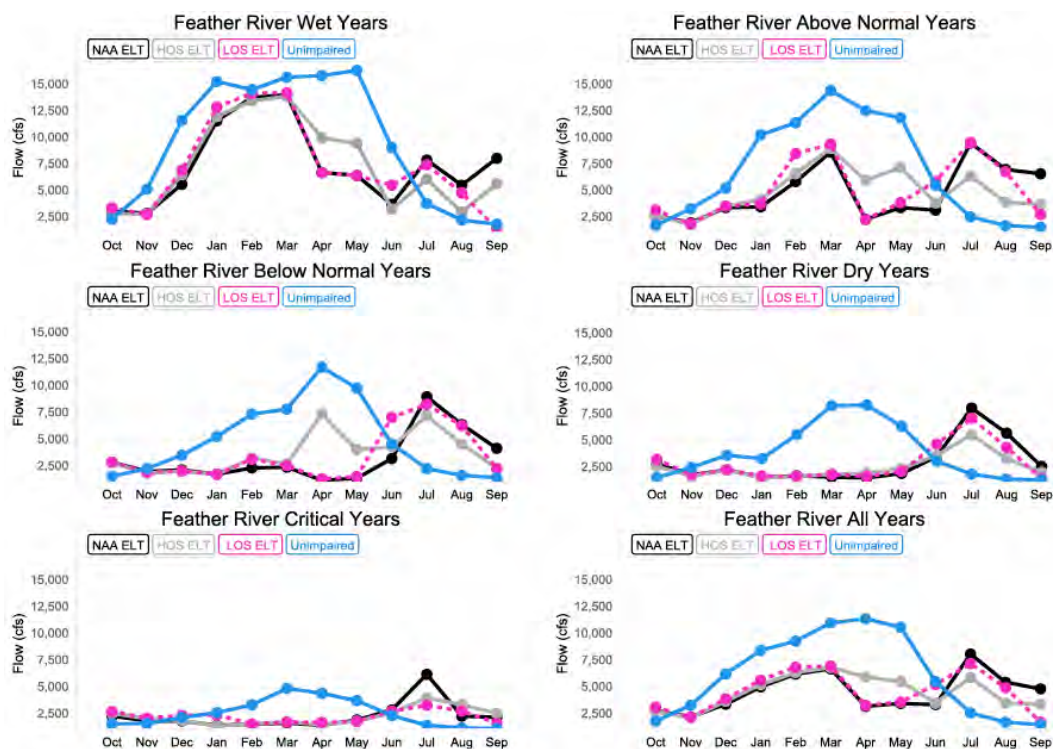 Feather River Wet Years
NAA ELT HOS ELT LOS ELT Unimpaired
Flow (cfs)
15,000
12,500
10,000
7,500
5,000
2,500
Oct Nov Dec Jan Feb Mar Apr May Jun Jul Aug Sep
Feather River Above Normal Years
NAA ELT HOS ELT LOS ELT Unimpaired
Flow (cfs)
15,000
12,500
10,000
7,500
5,000
2,500
Oct Nov Dec Jan Feb Mar Apr May Jun Jul Aug Sep
Feather River Below Normal Years
NAA ELT HOS ELT LOS ELT Unimpaired
Flow (cfs)
15,000
12,500
10,000
7,500
5,000
2,500
Oct Nov Dec Jan Feb Mar Apr May Jun Jul Aug Sep
Feather River Dry Years
NAA ELT HOS ELT LOS ELT Unimpaired
Flow (cfs)
15,000
12,500
10,000
7,500
5,000
2,500
Oct Nov Dec Jan Feb Mar Apr May Jun Jul Aug Sep
Feather River Critical Years
NAA ELT HOS ELT LOS ELT Unimpaired
Flow (cfs)
15,000
12,500
10,000
7,500
5,000
2,500
Oct Nov Dec Jan Feb Mar Apr May Jun Jul Aug Sep
Feather River All Years
NAA ELT HOS ELT LOS ELT Unimpaired
Flow (cfs)
15,000
12,500
10,000
7,500
5,000
2,500
Oct Nov Dec Jan Feb Mar Apr May Jun Jul Aug Sep